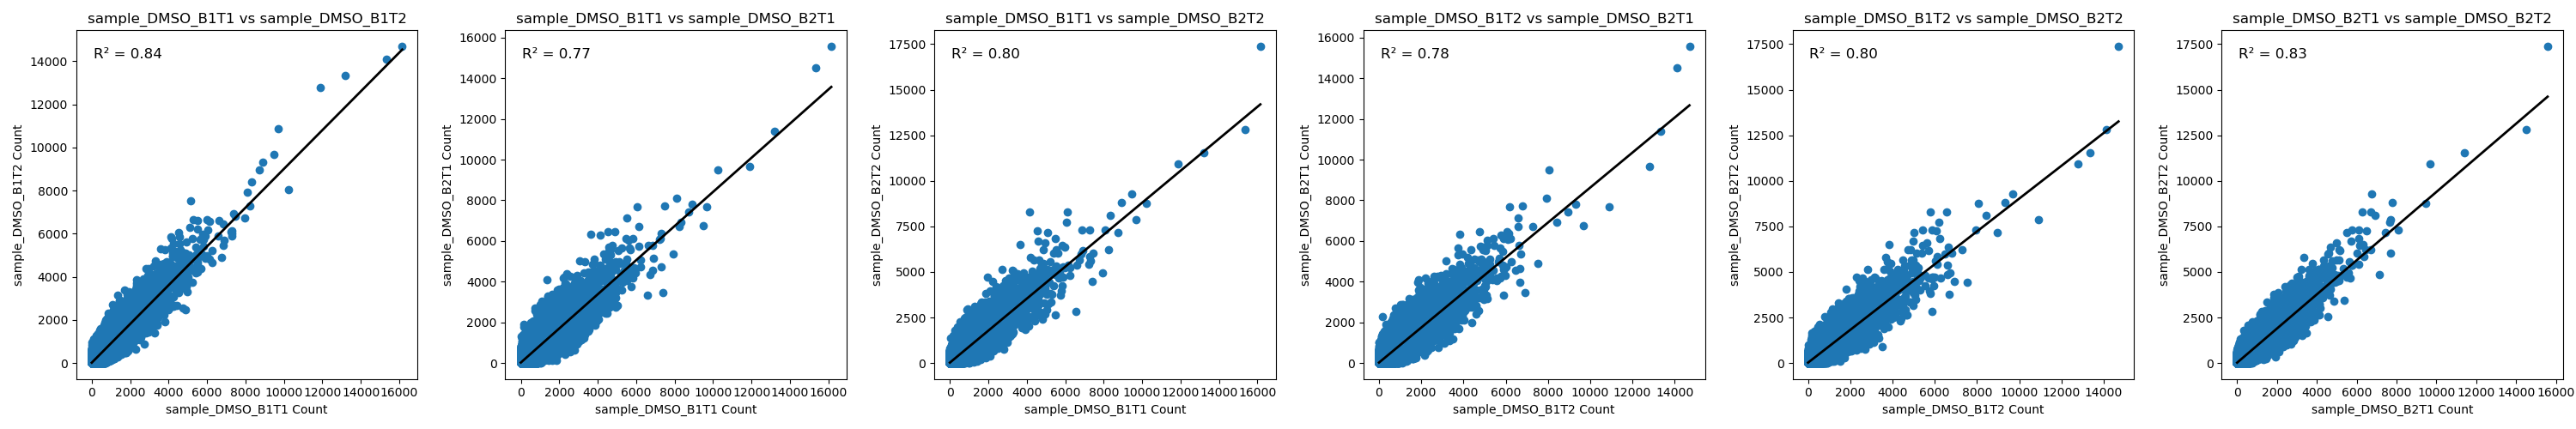 sample_DMSO_B1T1 vs sample_DMSO_B1T2
R² = 0.84
14000
12000
10000
8000
6000
4000
2000
0
sample_DMSO_B1T2 Count
0 2000 4000 6000 8000 10000 12000 14000 16000
sample_DMSO_B1T1 Count
sample_DMSO_B1T1 vs sample_DMSO_B2T1
R² = 0.77
16000
14000
12000
10000
8000
6000
4000
2000
0
sample_DMSO_B2T1 Count
0 2000 4000 6000 8000 10000 12000 14000 16000
sample_DMSO_B1T1 Count
sample_DMSO_B1T1 vs sample_DMSO_B2T2
R² = 0.80
17500
15000
12500
10000
7500
5000
2500
0
sample_DMSO_B2T2 Count
0 2000 4000 6000 8000 10000 12000 14000 16000
sample_DMSO_B1T1 Count
sample_DMSO_B1T2 vs sample_DMSO_B2T1
R² = 0.78
16000
14000
12000
10000
8000
6000
4000
2000
0
sample_DMSO_B2T1 Count
0 2000 4000 6000 8000 10000 12000 14000
sample_DMSO_B1T2 Count
sample_DMSO_B1T2 vs sample_DMSO_B2T2
R² = 0.80
17500
15000
12500
10000
7500
5000
2500
0
sample_DMSO_B2T2 Count
0 2000 4000 6000 8000 10000 12000 14000
sample_DMSO_B1T2 Count
sample_DMSO_B2T1 vs sample_DMSO_B2T2
R² = 0.83
17500
15000
12500
10000
7500
5000
2500
0
sample_DMSO_B2T2 Count
0 2000 4000 6000 8000 10000 12000 14000 16000
sample_DMSO_B2T1 Count